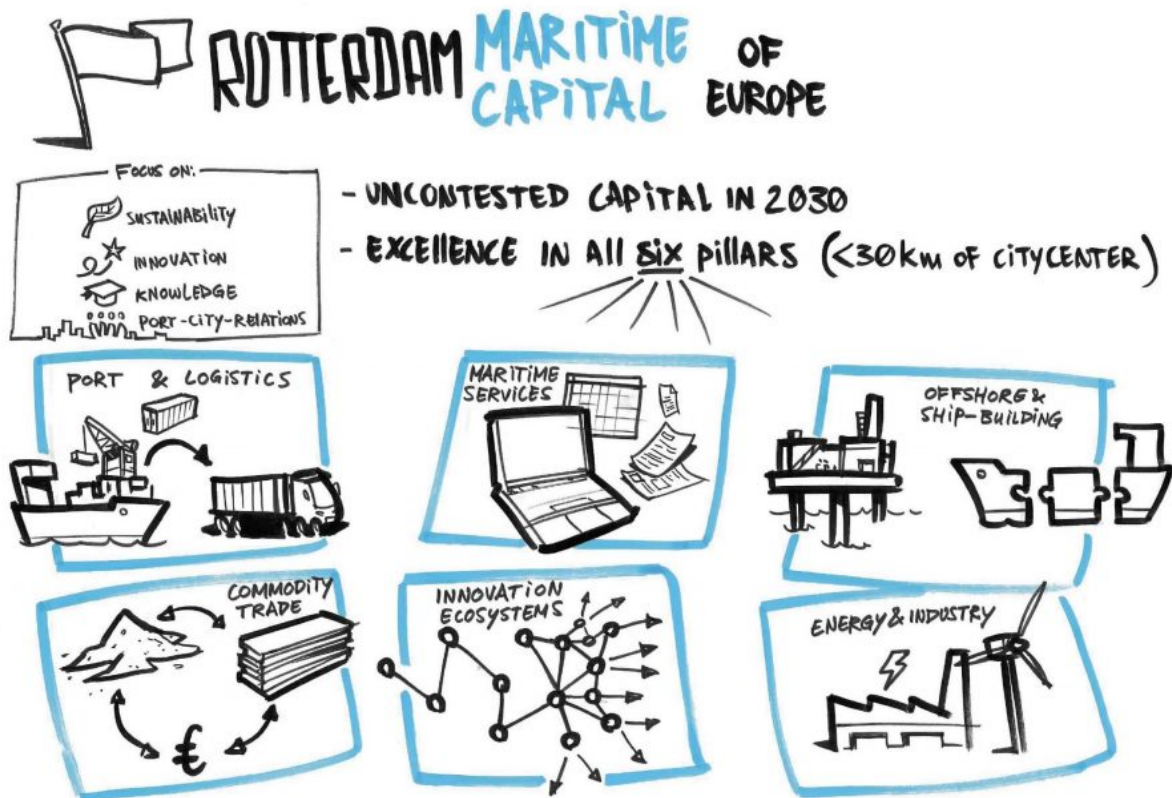 ROTTERDAM MARITIME CAPITAL OF EUROPE
FOCUS ON:
SUSTAINABILITY
INNOVATION
KNOWLEDGE
PORT-CITY-RELATIONS
- UNCONTESTED CAPITAL IN 2030
- EXCELLENCE IN All six pillARS (<30km OF CITYCENTER)
PORT & LOGISTICS
MARITIME
SERVICES
OFFSHORE &
SHIP-BUILDING
COMMODITY
TRADE
€
INNOVATION
ECOSYSTEMS
ENERGY & INDUSTRY